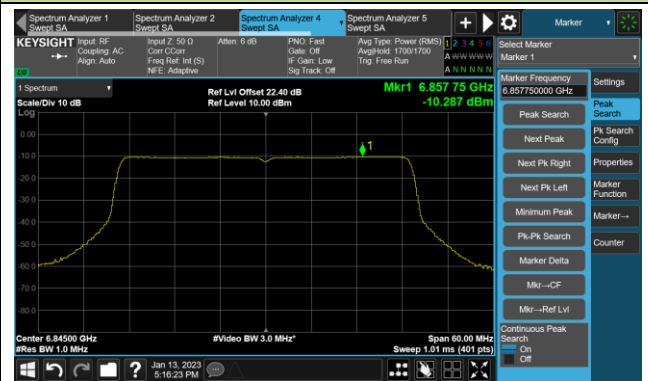 Spectrum Analyzer 1
Swept SA
Spectrum Analyzer 2
Swept SA
Spectrum Analyzer 4
Swept SA
Spectrum Analyzer 5
Swept SA
+
Marker
KEYSIGHT
Input: RF
Coupling: AC
Align: Auto
Input Z: 50 Ω
Corr CCorr
Freq Ref: Int (S)
NFE: Adaptive
Atten: 6 dB
PNO: Fast
Gate: Off
IF Gain: Low
Sig Track: Off
Avg Type: Power (RMS)
Avg|Hold: 1700/1700
Trig: Free Run
1 2 3 4 5 6
A W W W W W
A N N N N N
Select Marker
Marker 1
LXI
1 Spectrum
Scale/Div 10 dB
Log
Ref Lvl Offset 22.40 dB
Ref Level 10.00 dBm
Mkr1 6.857 75 GHz
-10.287 dBm
1
0.00
-10.0
-20.0
-30.0
-40.0
-50.0
-60.0
-70.0
-80.0
Center 6.84500 GHz
#Res BW 1.0 MHz
#Video BW 3.0 MHz*
Span 60.00 MHz
Sweep 1.01 ms (401 pts)
Marker Frequency
6.857750000 GHz
Peak Search
Next Peak
Next Pk Right
Next Pk Left
Minimum Peak
Pk-Pk Search
Marker Delta
Mkr→CF
Mkr→Ref Lvl
Continuous Peak
Search
On
Off
Settings
Peak
Search
Pk Search
Config
Properties
Marker
Function
Marker→
Counter
?
Jan 13, 2023
5:16:23 PM